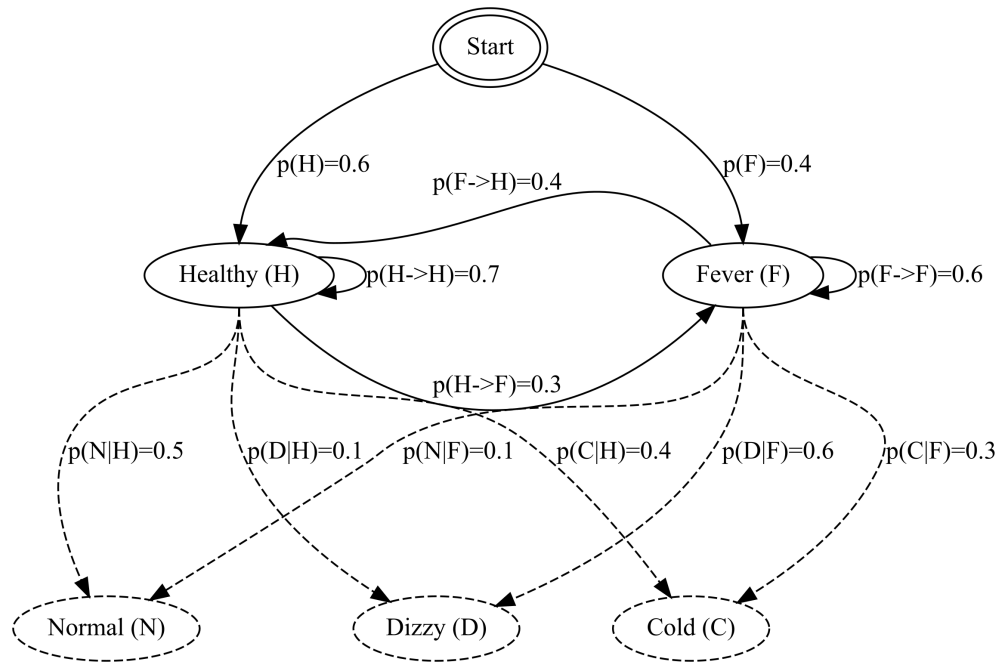 Start
p(H)=0.6
p(F)=0.4
p(F->H)=0.4
Healthy (H)
p(H->H)=0.7
Fever (F)
p(F->F)=0.6
p(H->F)=0.3
p(N|H)=0.5
p(D|H)=0.1
p(N|F)=0.1
p(C|H)=0.4
p(D|F)=0.6
p(C|F)=0.3
Normal (N)
Dizzy (D)
Cold (C)